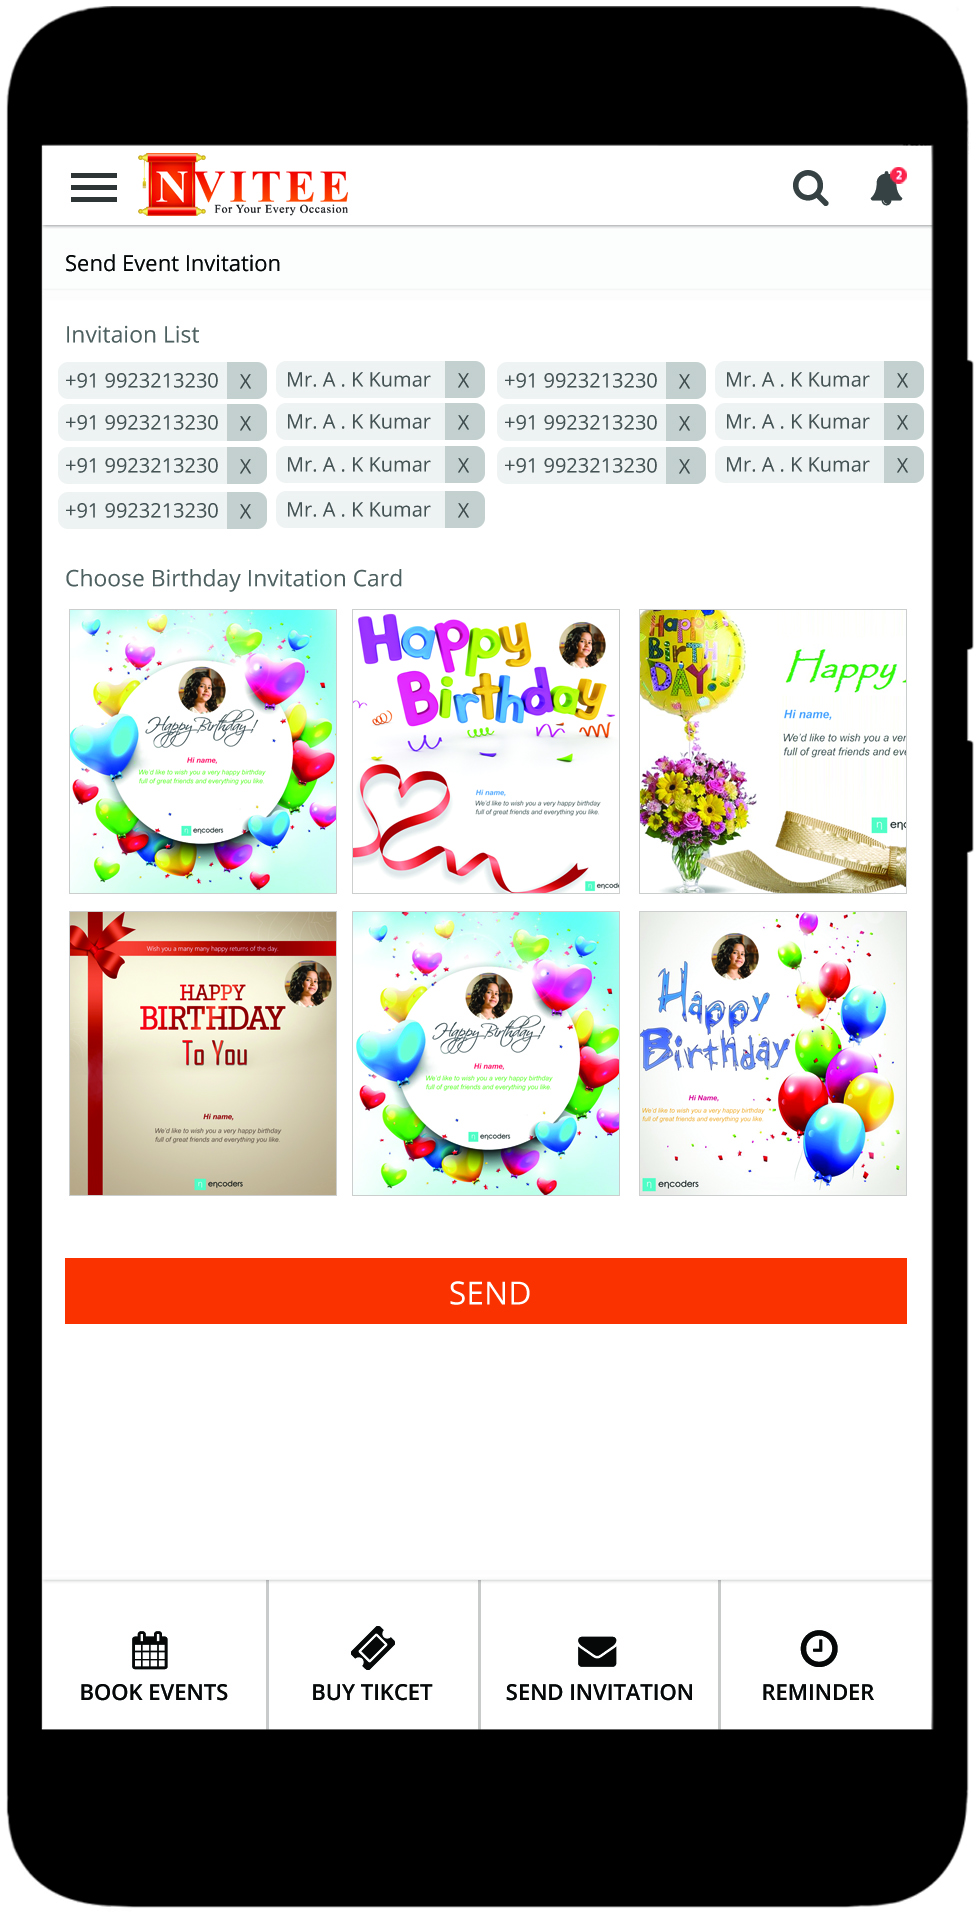 NVITEE
For Your Every Occasion
2
Send Event Invitation
Invitaion List
+91 9923213230 X Mr. A . K Kumar X +91 9923213230 X Mr. A . K Kumar X
+91 9923213230 X Mr. A . K Kumar X +91 9923213230 X Mr. A . K Kumar X
+91 9923213230 X Mr. A . K Kumar X +91 9923213230 X Mr. A . K Kumar X
+91 9923213230 X Mr. A . K Kumar X
Choose Birthday Invitation Card
Happy Birthday !
Hi name,
We'd like to wish you a very happy birthday
full of great friends and everything you like.
n encoders
Happy
Birthday
Hi name,
We'd like to wish you a very happy birthday
full of great friends and everything you like.
n encod
Happy
BIRTH
DAY!
Happy
Hi name,
We'd like to wish you a ver
full of great friends and eve
n enc
Wish you a many many happy returns of the day.
HAPPY
BIRTHDAY
To You
Hi name,
We'd like to wish you a very happy birthday
full of great friends and everything you like.
n encoders
Happy Birthday !
Hi name,
We'd like to wish you a very happy birthday
full of great friends and everything you like.
n encoders
Happy
Birthday
Hi Name,
We'd like to wish you a very happy birthday
full of great friends and everything you like.
n encoders
SEND
BOOK EVENTS BUY TIKCET SEND INVITATION REMINDER